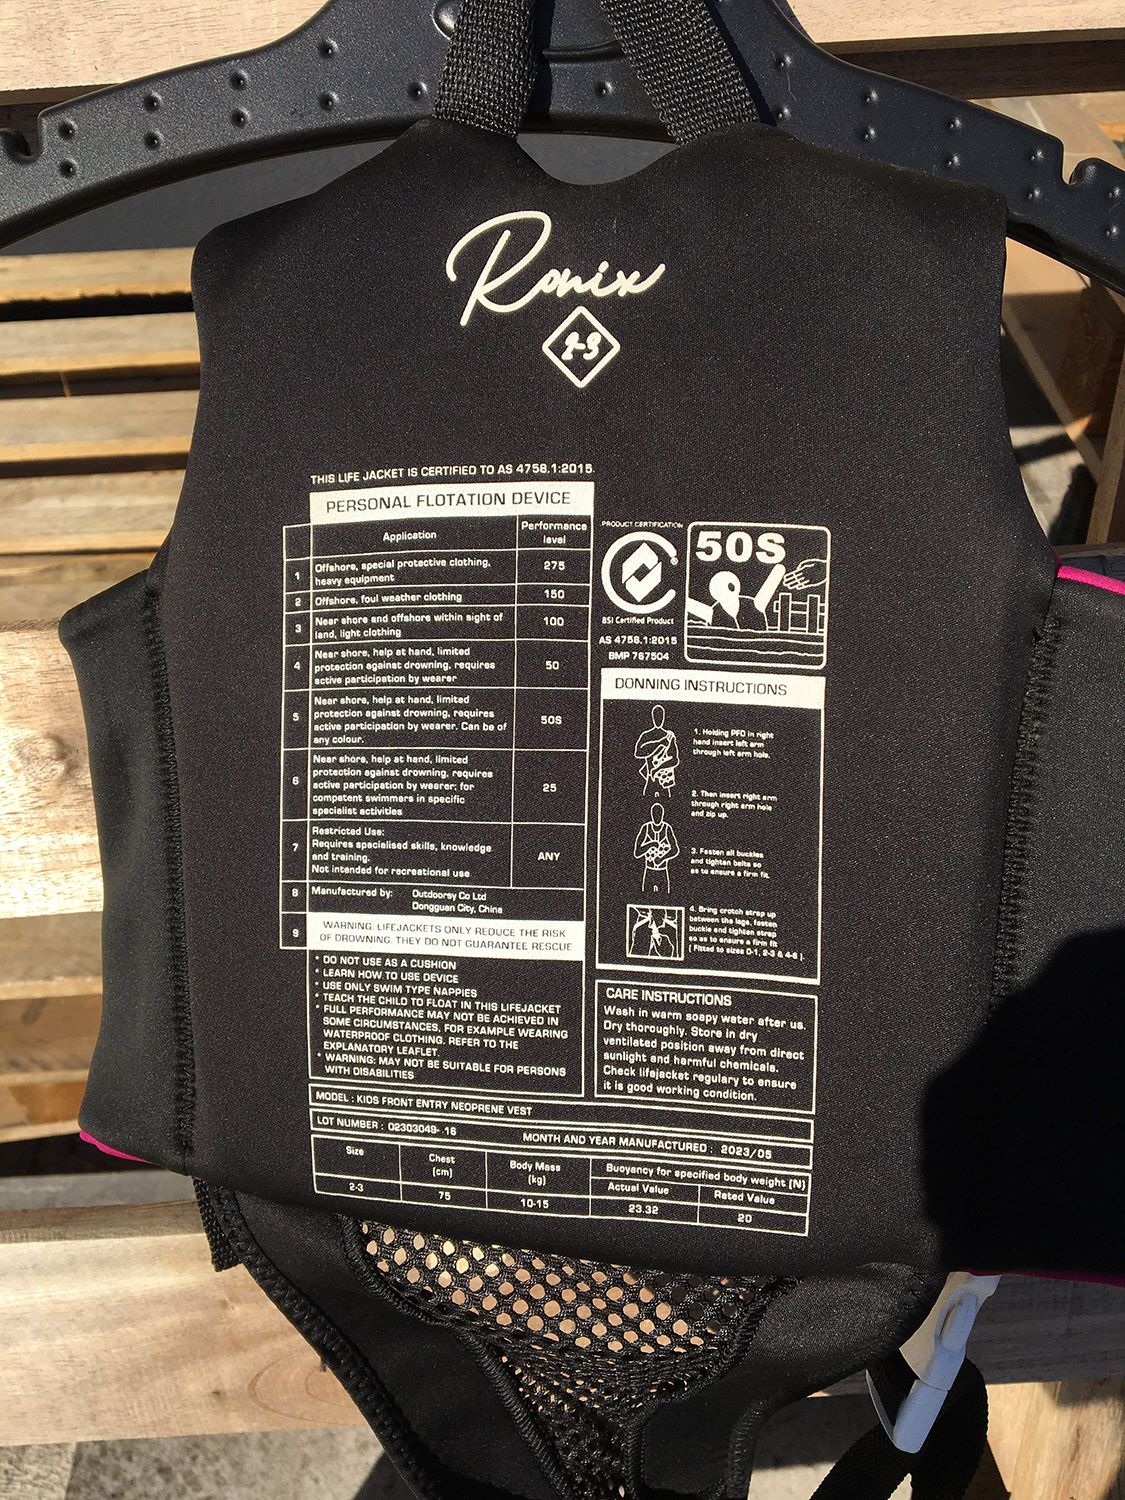 Ronix
2-3
THIS LIFE JACKET IS CERTIFIED TO AS 4758.1:2015.
PERSONAL FLOTATION DEVICE
Application
Performance
level
1
Offshore, special protective clothing,
heavy equipment
275
2
Offshore, foul weather clothing
150
3
Near shore and offshore within sight of
land, light clothing
100
4
Near shore, help at hand, limited
protection against drowning, requires
active participation by wearer
50
5
Near shore, help at hand, limited
protection against drowning, requires
active participation by wearer. Can be of
any colour.
50S
6
Near shore, help at hand, limited
protection against drowning, requires
active participation by wearer; for
competent swimmers in specific
specialist activities
25
7
Restricted Use:
Requires specialised skills, knowledge
and training.
Not intended for recreational use
ANY
8
Manufactured by: Outdoorsy Co Ltd
Dongguan City, China
9
WARNING: LIFEJACKETS ONLY REDUCE THE RISK
OF DROWNING. THEY DO NOT GUARANTEE RESCUE
* DO NOT USE AS A CUSHION
* LEARN HOW TO USE DEVICE
* USE ONLY SWIM TYPE NAPPIES
* TEACH THE CHILD TO FLOAT IN THIS LIFEJACKET
* FULL PERFORMANCE MAY NOT BE ACHIEVED IN
SOME CIRCUMSTANCES, FOR EXAMPLE WEARING
WATERPROOF CLOTHING. REFER TO THE
EXPLANATORY LEAFLET.
* WARNING: MAY NOT BE SUITABLE FOR PERSONS
WITH DISABILITIES
PRODUCT CERTIFICATION
BSI Certified Product
AS 4758.1:2015
BMP 767504
50S
DONNING INSTRUCTIONS
1. Holding PFD in right
hand insert left arm
through left arm hole.
2. Then insert right arm
through right arm hole
and zip up.
3. Fasten all buckles
and tighten belts so
as to ensure a firm fit.
4. Bring crotch strap up
between the legs, fasten
buckle and tighten strap
so as to ensure a firm fit
( Fitted to sizes 0-1, 2-3 & 4-6 ).
CARE INSTRUCTIONS
Wash in warm soapy water after us.
Dry thoroughly. Store in dry
ventilated position away from direct
sunlight and harmful chemicals.
Check lifejacket regulary to ensure
it is good working condition.
MODEL : KIDS FRONT ENTRY NEOPRENE VEST
LOT NUMBER : 02303049-.16 MONTH AND YEAR MANUFACTURED : 2023/05
Size
Chest
(cm)
Body Mass
(kg)
Buoyancy for specified body weight (N)
Actual Value
Rated Value
2-3
75
10-15
23.32
20